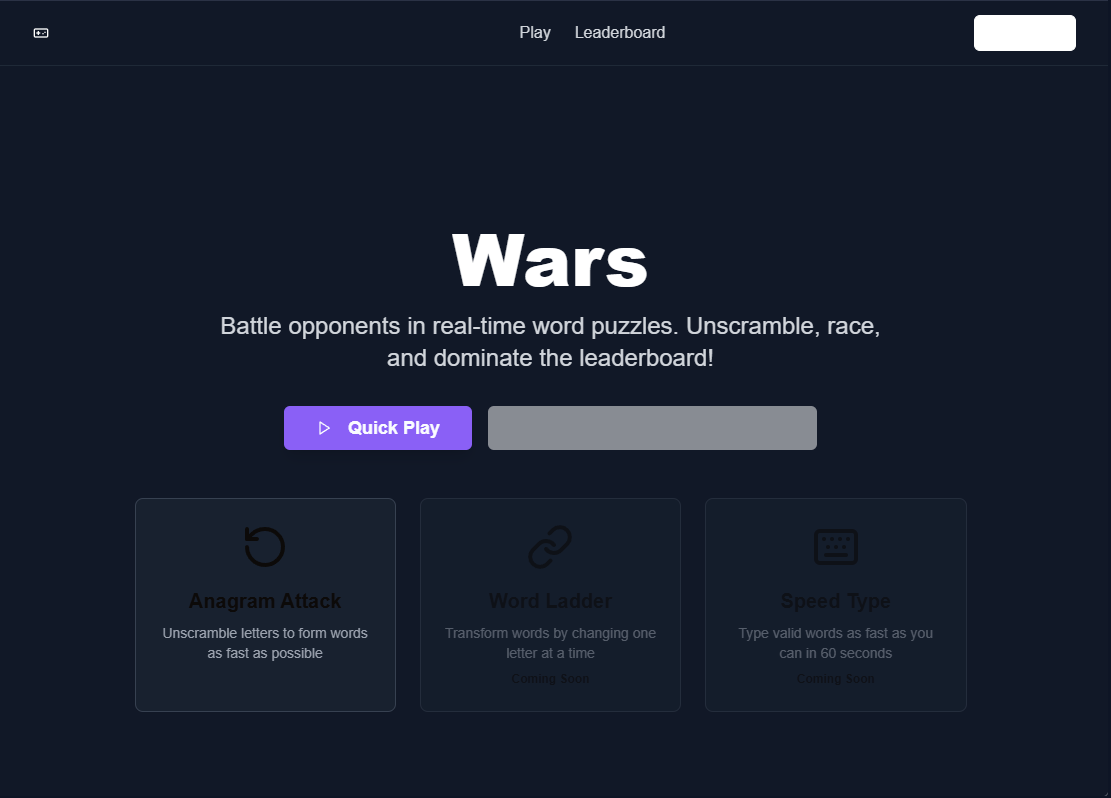 Play
Leaderboard
Wars
Battle opponents in real-time word puzzles. Unscramble, race,
and dominate the leaderboard!
Quick Play
Anagram Attack
Unscramble letters to form words
as fast as possible
Word Ladder
Transform words by changing one
letter at a time
Coming Soon
Speed Type
Type valid words as fast as you
can in 60 seconds
Coming Soon